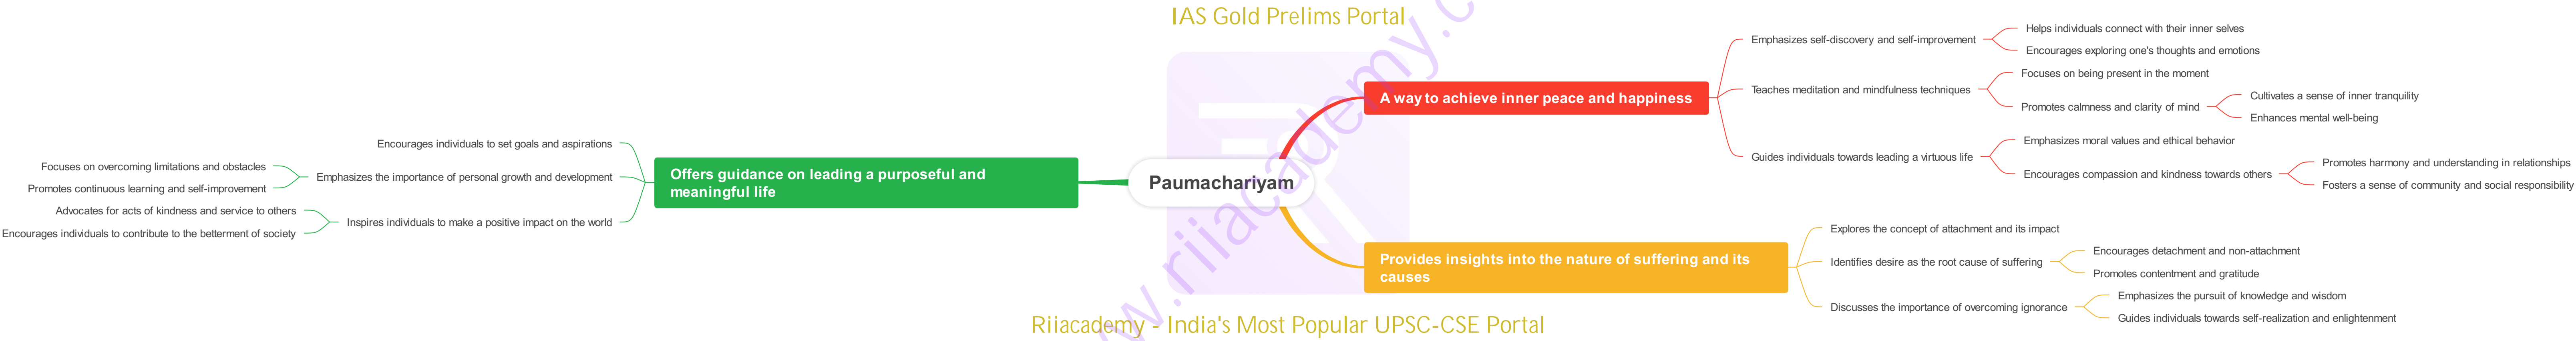 IAS Gold Prelims Portal
Paumachariyam
A way to achieve inner peace and happiness
Emphasizes self-discovery and self-improvement
Helps individuals connect with their inner selves
Encourages exploring one's thoughts and emotions
Teaches meditation and mindfulness techniques
Focuses on being present in the moment
Promotes calmness and clarity of mind
Cultivates a sense of inner tranquility
Enhances mental well-being
Guides individuals towards leading a virtuous life
Emphasizes moral values and ethical behavior
Encourages compassion and kindness towards others
Promotes harmony and understanding in relationships
Fosters a sense of community and social responsibility
Provides insights into the nature of suffering and its
causes
Explores the concept of attachment and its impact
Identifies desire as the root cause of suffering
Encourages detachment and non-attachment
Promotes contentment and gratitude
Discusses the importance of overcoming ignorance
Emphasizes the pursuit of knowledge and wisdom
Guides individuals towards self-realization and enlightenment
Offers guidance on leading a purposeful and
meaningful life
Encourages individuals to set goals and aspirations
Emphasizes the importance of personal growth and development
Focuses on overcoming limitations and obstacles
Promotes continuous learning and self-improvement
Inspires individuals to make a positive impact on the world
Advocates for acts of kindness and service to others
Encourages individuals to contribute to the betterment of society
www.riiacademy.c
Riiacademy - India's Most Popular UPSC-CSE Portal